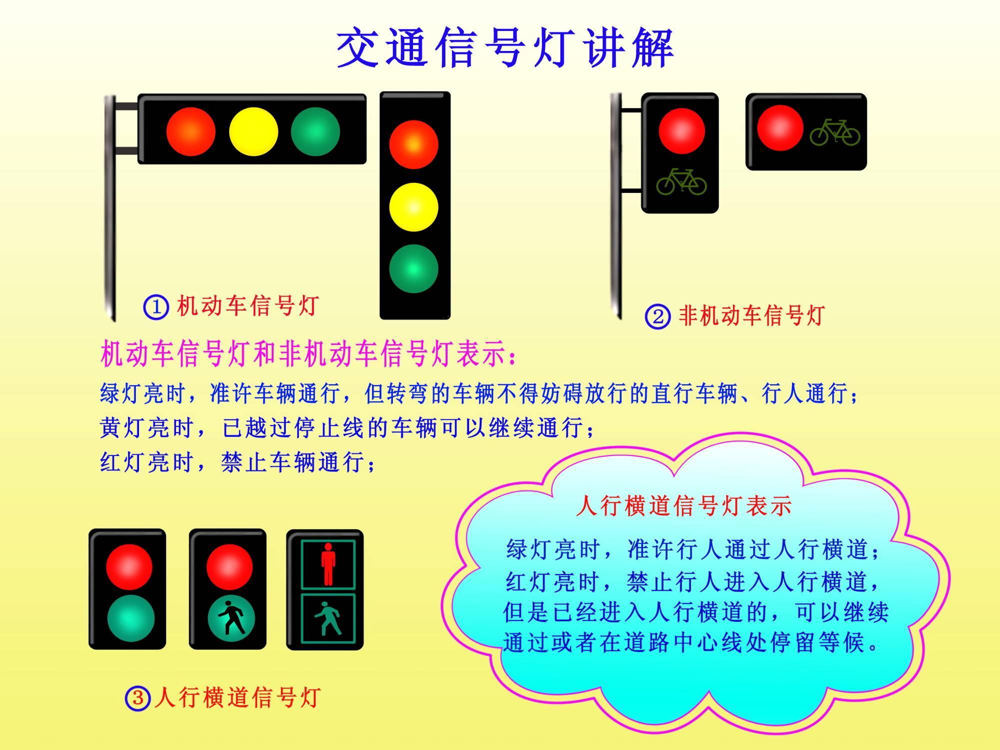 交通信号灯讲解
① 机动车信号灯
② 非机动车信号灯
机动车信号灯和非机动车信号灯表示：
绿灯亮时，准许车辆通行，但转弯的车辆不得妨碍放行的直行车辆、行人通行；
黄灯亮时，已越过停止线的车辆可以继续通行；
红灯亮时，禁止车辆通行；
人行横道信号灯表示
绿灯亮时，准许行人通过人行横道；
红灯亮时，禁止行人进入人行横道，
但是已经进入人行横道的，可以继续
通过或者在道路中心线处停留等候。
③人行横道信号灯